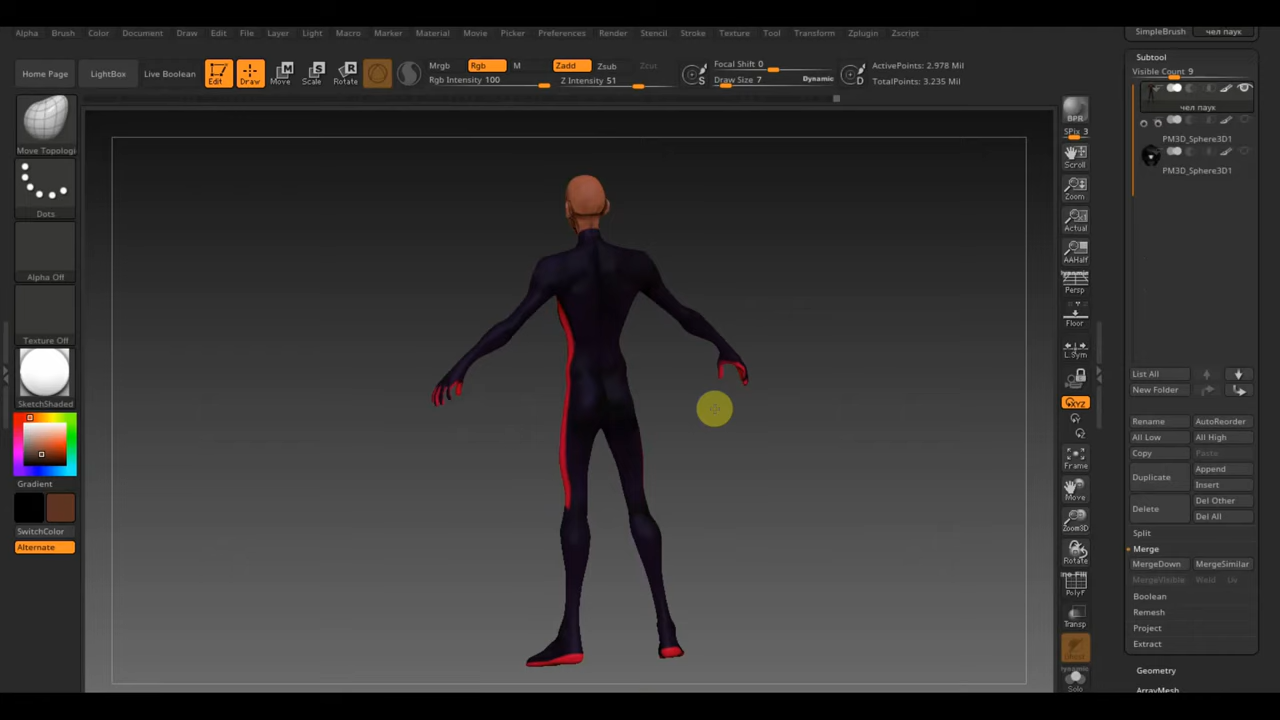 Alpha Brush Color Document Draw Edit File Layer Light Macro Marker Material Movie Picker Preferences Render Stencil Stroke Texture Tool Transform Zplugin Zscript
SimpleBrush чел паук
Subtool
Visible Count 9
Home Page LightBox Live Boolean Edit Draw Move Scale Rotate
Mrgb Rgb M Zadd Zsub Zcut
Rgb Intensity 100 Z Intensity 51
Focal Shift 0
Draw Size 7 Dynamic
ActivePoints: 2.978 Mil
TotalPoints: 3.235 Mil
S
D
чел паук
PM3D_Sphere3D1
PM3D_Sphere3D1
Move Topologi
Dots
Alpha Off
Texture Off
SketchShaded
Gradient
SwitchColor
Alternate
BPR
SPix 3
Scroll
Zoom
Actual
AAHalf
Dynamic
Persp
Floor
L.Sym
XYZ
Frame
Move
Zoom3D
Rotate
PolyF
Transp
Dynamic
Solo
List All
New Folder
Rename AutoReorder
All Low All High
Copy Paste
Duplicate Append
Insert
Delete Del Other
Del All
Split
Merge
MergeDown MergeSimilar
MergeVisible Weld Uv
Boolean
Remesh
Project
Extract
Geometry
ArrayMesh